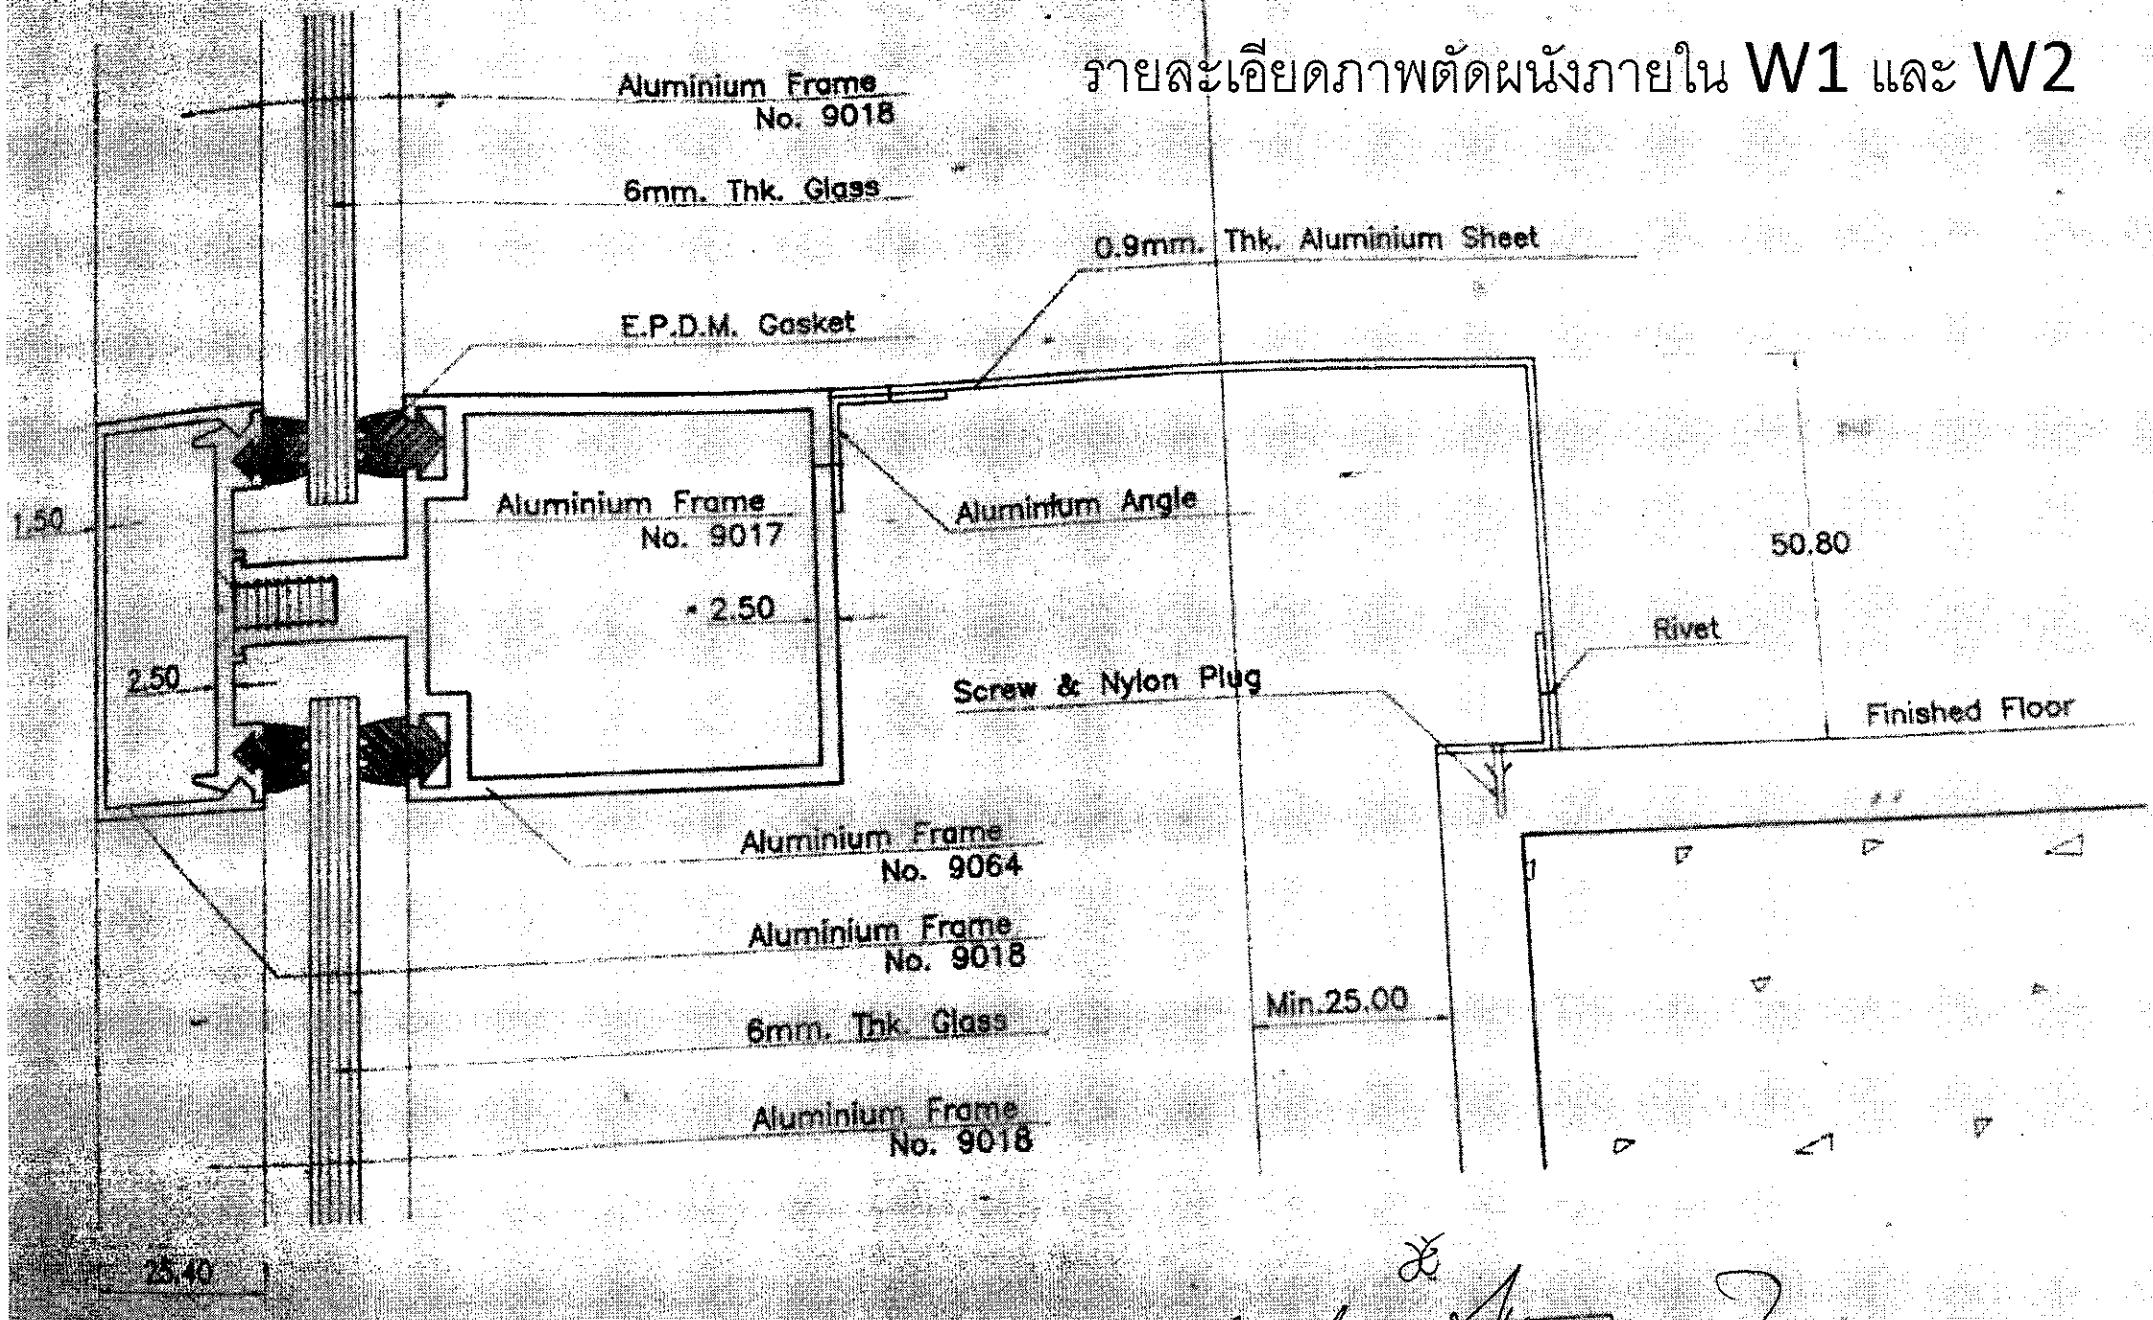 รายละเอียดภาพตัดผนังภายใน W1 และ W2
Aluminium Frame
No. 9018
6mm. Thk. Glass
0.9mm. Thk. Aluminium Sheet
E.P.D.M. Gasket
Aluminium Frame
No. 9017
Aluminium Angle
1.50
50.80
2.50
Rivet
2.50
Screw & Nylon Plug
Finished Floor
Aluminium Frame
No. 9064
Aluminium Frame
No. 9018
Min.25.00
6mm. Thk. Glass
Aluminium Frame
No. 9018
25.40